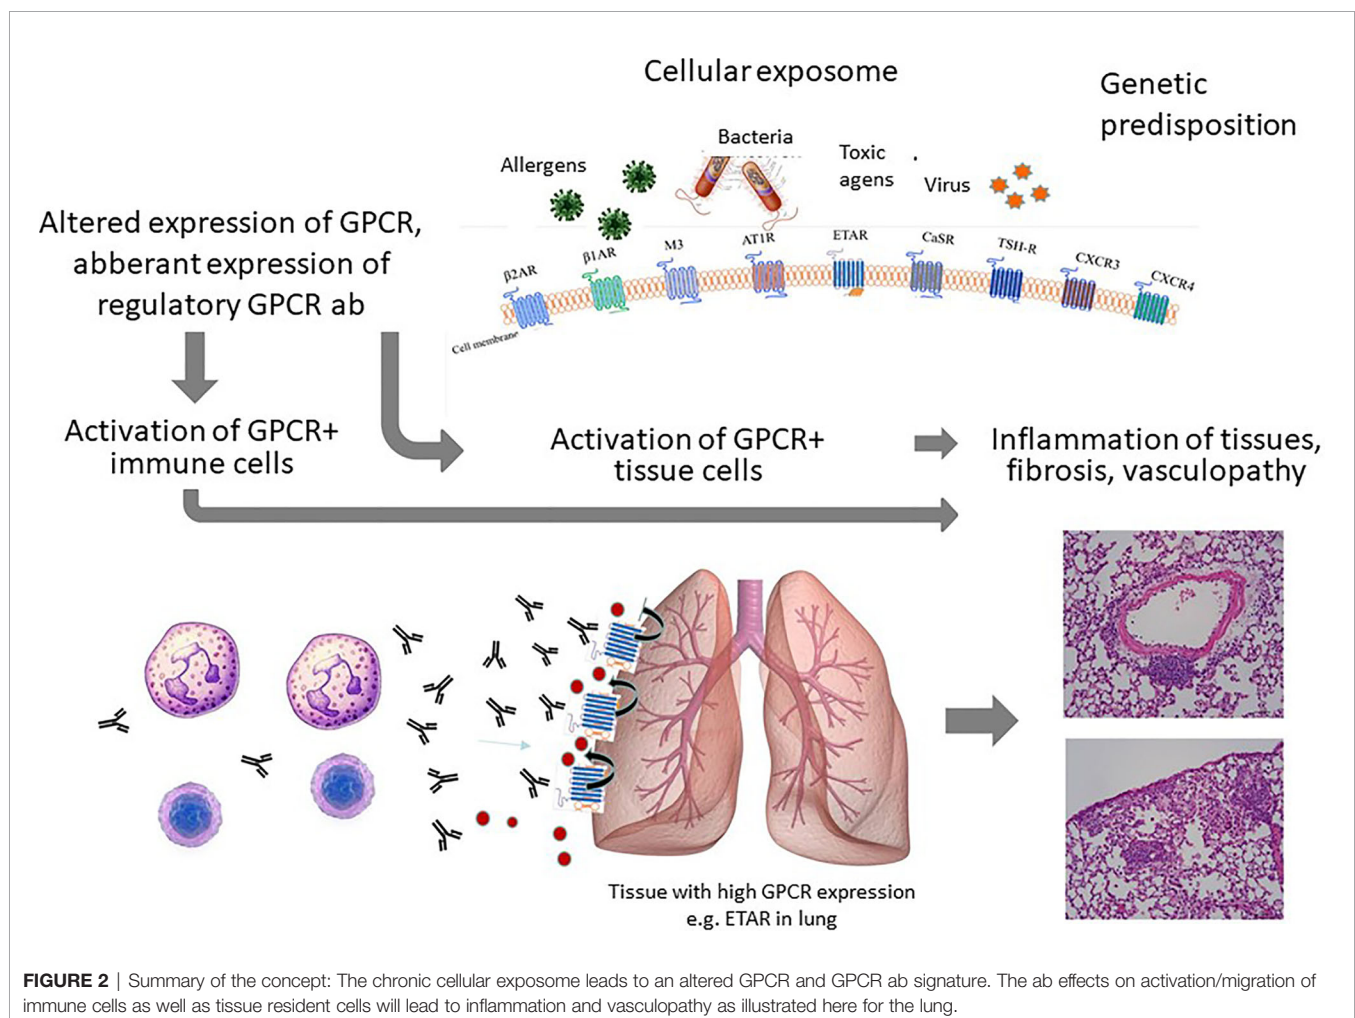 Cellular exposome
Genetic
predisposition
Bacteria
Allergens
Toxic
agens
Virus
Altered expression of GPCR,
abberant expression of
regulatory GPCR ab
β2AR
β1AR
M3
AT1R
ETAR
CaSR
TSH-R
CXCR3
CXCR4
Cell membrane
Activation of GPCR+
immune cells
Activation of GPCR+
tissue cells
Inflammation of tissues,
fibrosis, vasculopathy
Tissue with high GPCR expression
e.g. ETAR in lung
FIGURE 2 | Summary of the concept: The chronic cellular exposome leads to an altered GPCR and GPCR ab signature. The ab effects on activation/migration of
immune cells as well as tissue resident cells will lead to inflammation and vasculopathy as illustrated here for the lung.